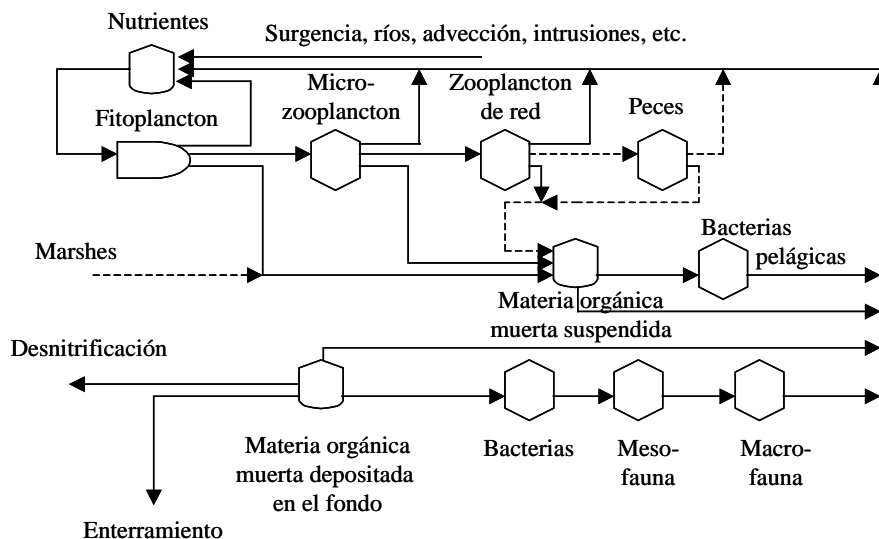 Nutrientes
Surgencia, ríos, advección, intrusiones, etc.
Micro-
zooplancton
Zooplancton
de red
Peces
Fitoplancton
Marshes
Bacterias
pelágicas
Materia orgánica
muerta suspendida
Desnitrificación
Materia orgánica
muerta depositada
en el fondo
Bacterias
Meso-
fauna
Macro-
fauna
Enterramiento